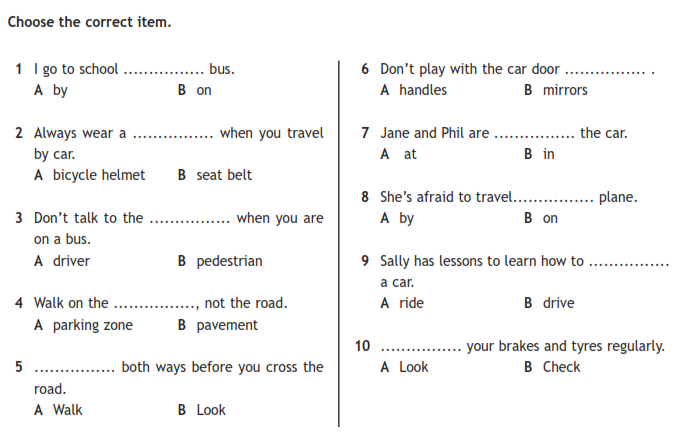 Choose the correct item.
1 I go to school ................ bus.
A by B on
2 Always wear a ................ when you travel
by car.
A bicycle helmet B seat belt
3 Don't talk to the ................ when you are
on a bus.
A driver B pedestrian
4 Walk on the ................, not the road.
A parking zone B pavement
5 ................ both ways before you cross the
road.
A Walk B Look
6 Don't play with the car door ................ .
A handles B mirrors
7 Jane and Phil are ................ the car.
A at B in
8 She's afraid to travel................ plane.
A by B on
9 Sally has lessons to learn how to ................
a car.
A ride B drive
10 ................ your brakes and tyres regularly.
A Look B Check